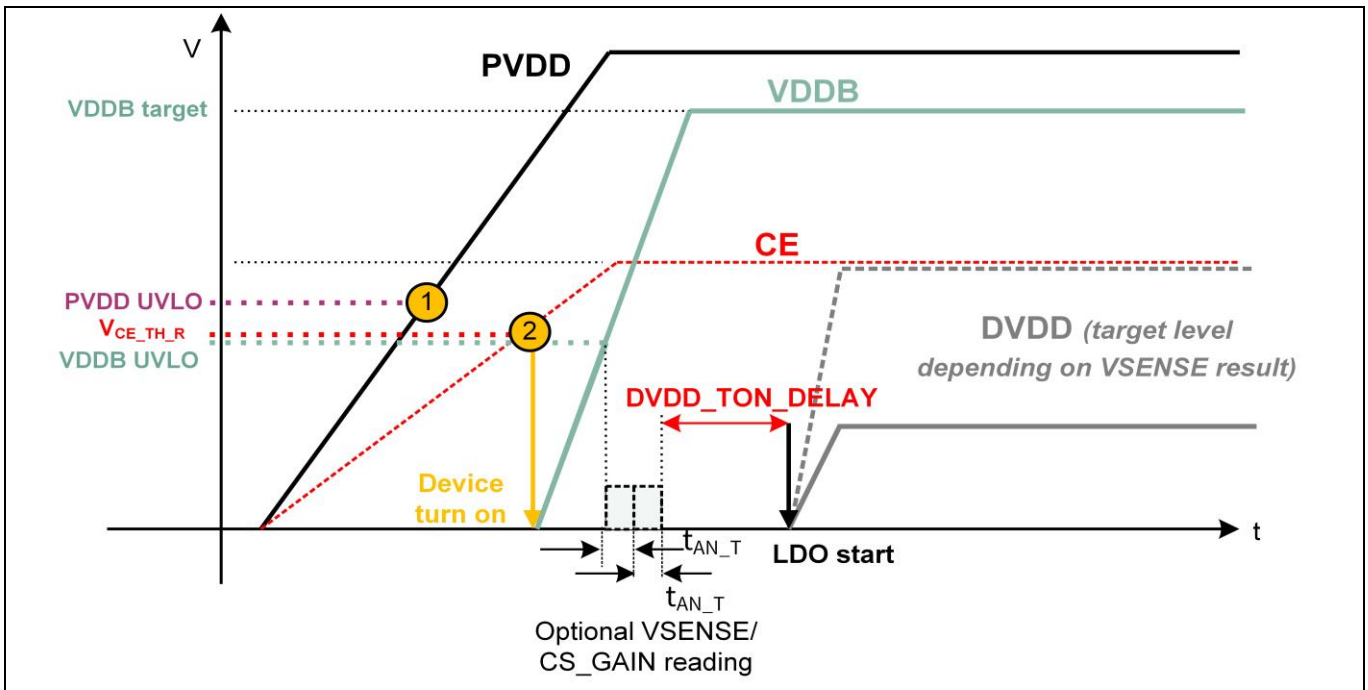 V
PVDD
VDDB target
VDDB
CE
PVDD UVLO
1
V_CE_TH_R
2
VDDB UVLO
DVDD (target level
depending on VSENSE result)
DVDD_TON_DELAY
Device
turn on
t
t_AN_T
LDO start
t_AN_T
Optional VSENSE/
CS_GAIN reading